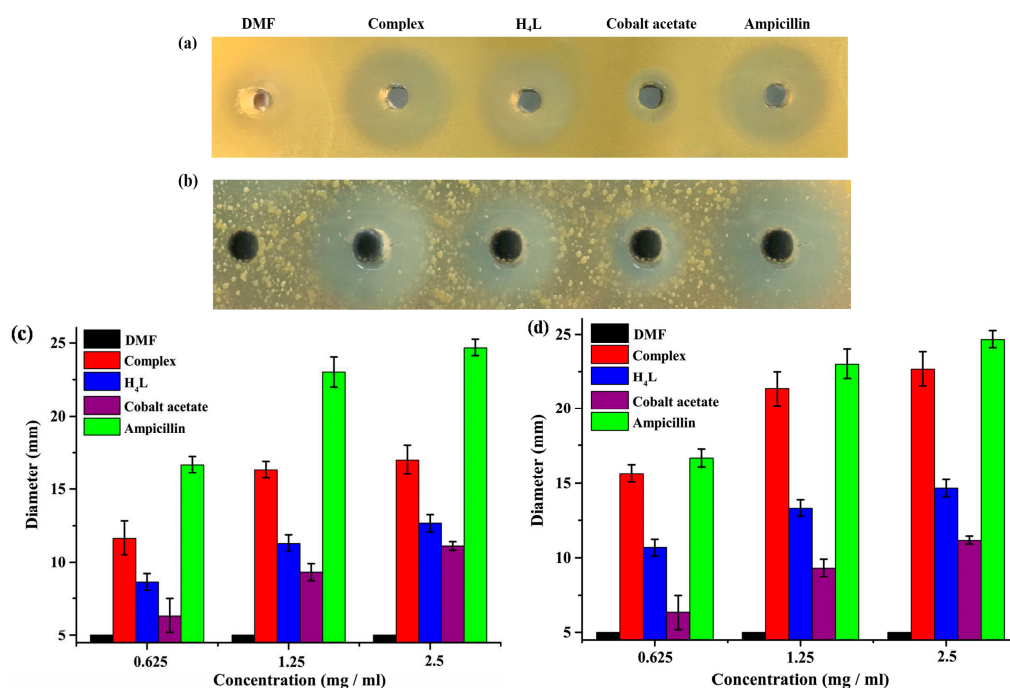 DMF Complex H₄L Cobalt acetate Ampicillin
(a)
(b)
(c)
DMF
Complex
H₄L
Cobalt acetate
Ampicillin
25
20
15
10
5
Diameter (mm)
0.625 1.25 2.5
Concentration (mg / ml)
(d)
DMF
Complex
H₄L
Cobalt acetate
Ampicillin
25
20
15
10
5
Diameter (mm)
0.625 1.25 2.5
Concentration (mg / ml)